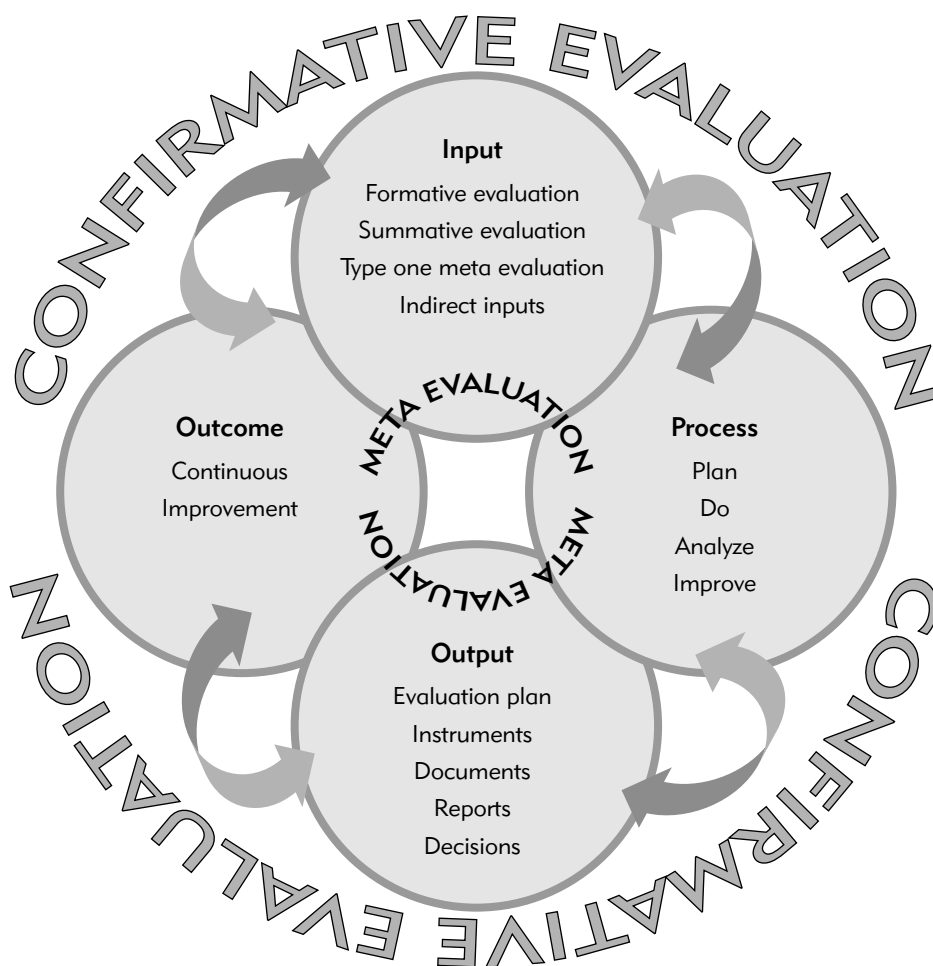 CONFIRMATIVE EVALUATION
Input
Formative evaluation
Summative evaluation
Type one meta evaluation
Indirect inputs
META EVALUATION
Outcome
Continuous
Improvement
Process
Plan
Do
Analyze
Improve
META EVALUATION
Output
Evaluation plan
Instruments
Documents
Reports
Decisions
CONFIRMATIVE EVALUATION